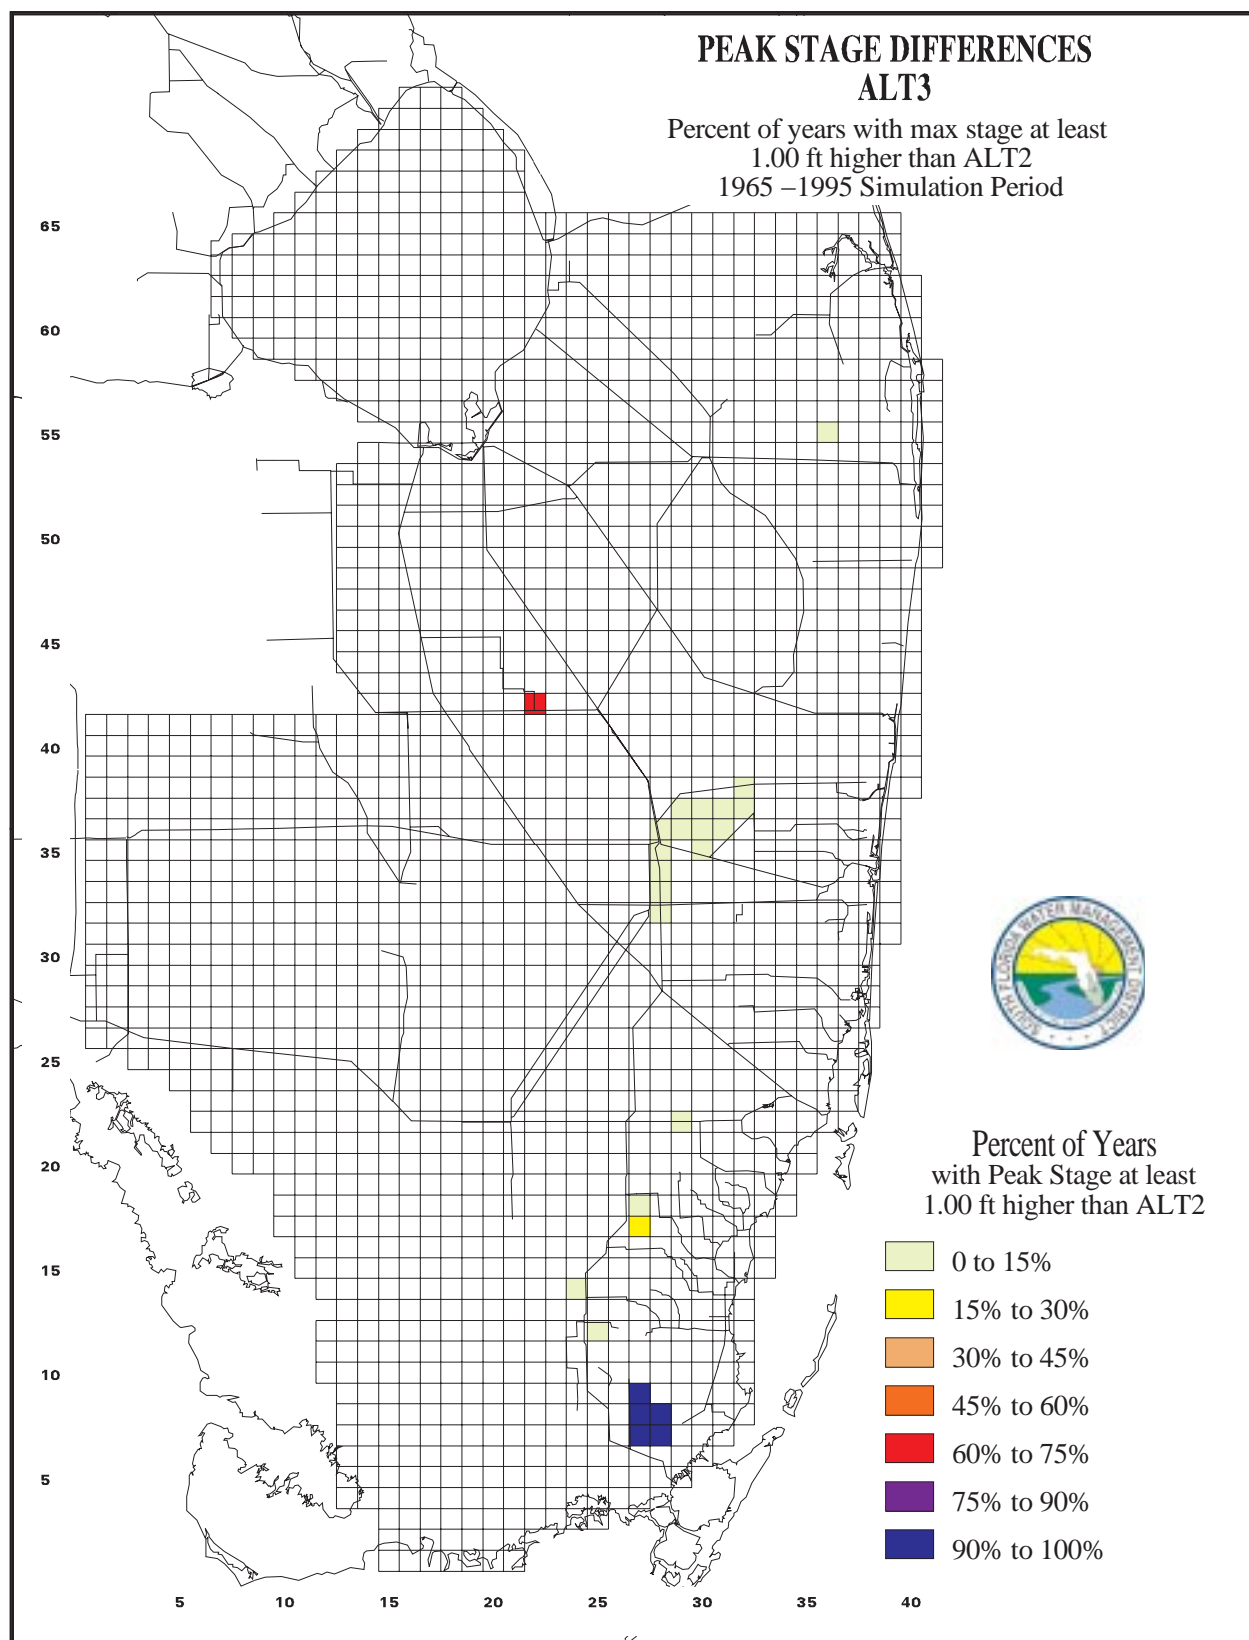 PEAK STAGE DIFFERENCES
ALT3
Percent of years with max stage at least
1.00 ft higher than ALT2
1965 –1995 Simulation Period
65
60
55
50
45
40
35
30
25
20
15
10
5
5
10
15
20
25
30
35
40
SOUTH FLORIDA WATER MANAGEMENT DISTRICT
Percent of Years
with Peak Stage at least
1.00 ft higher than ALT2
0 to 15%
15% to 30%
30% to 45%
45% to 60%
60% to 75%
75% to 90%
90% to 100%
“